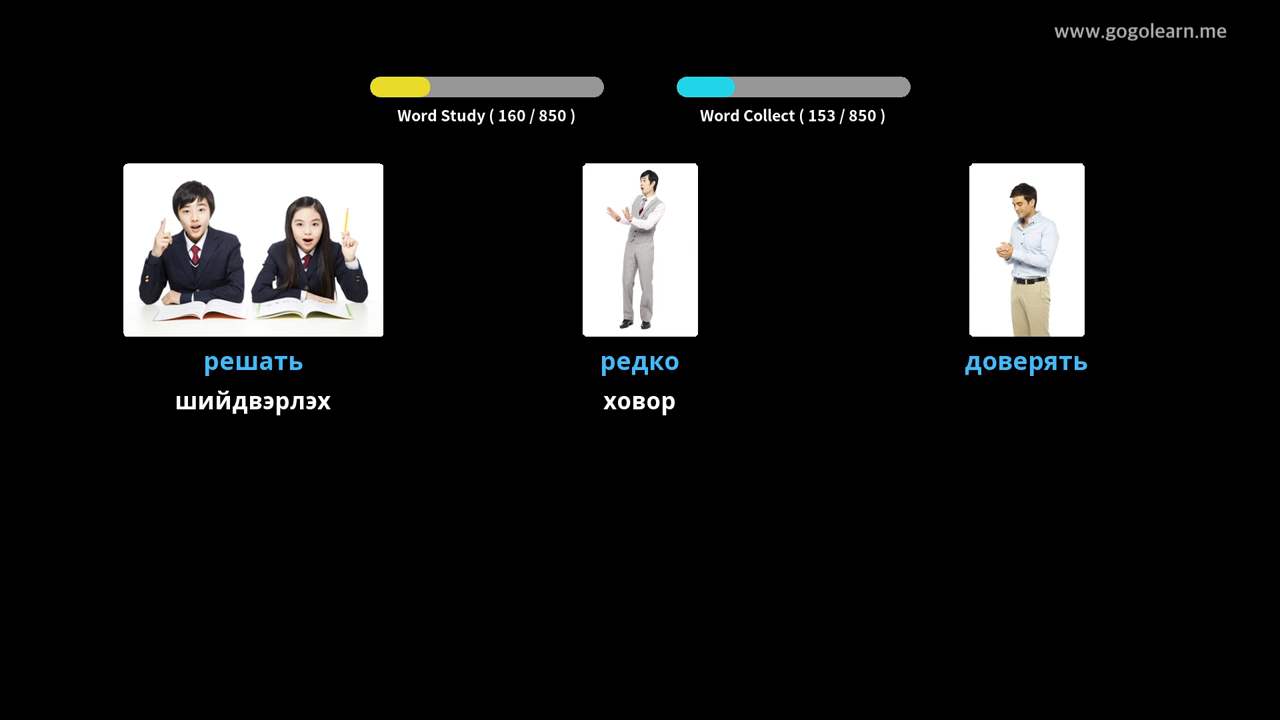 www.gogolearn.me
Word Study ( 160 / 850 )
Word Collect ( 153 / 850 )
решать
редко
доверять
шийдвэрлэх
ховор